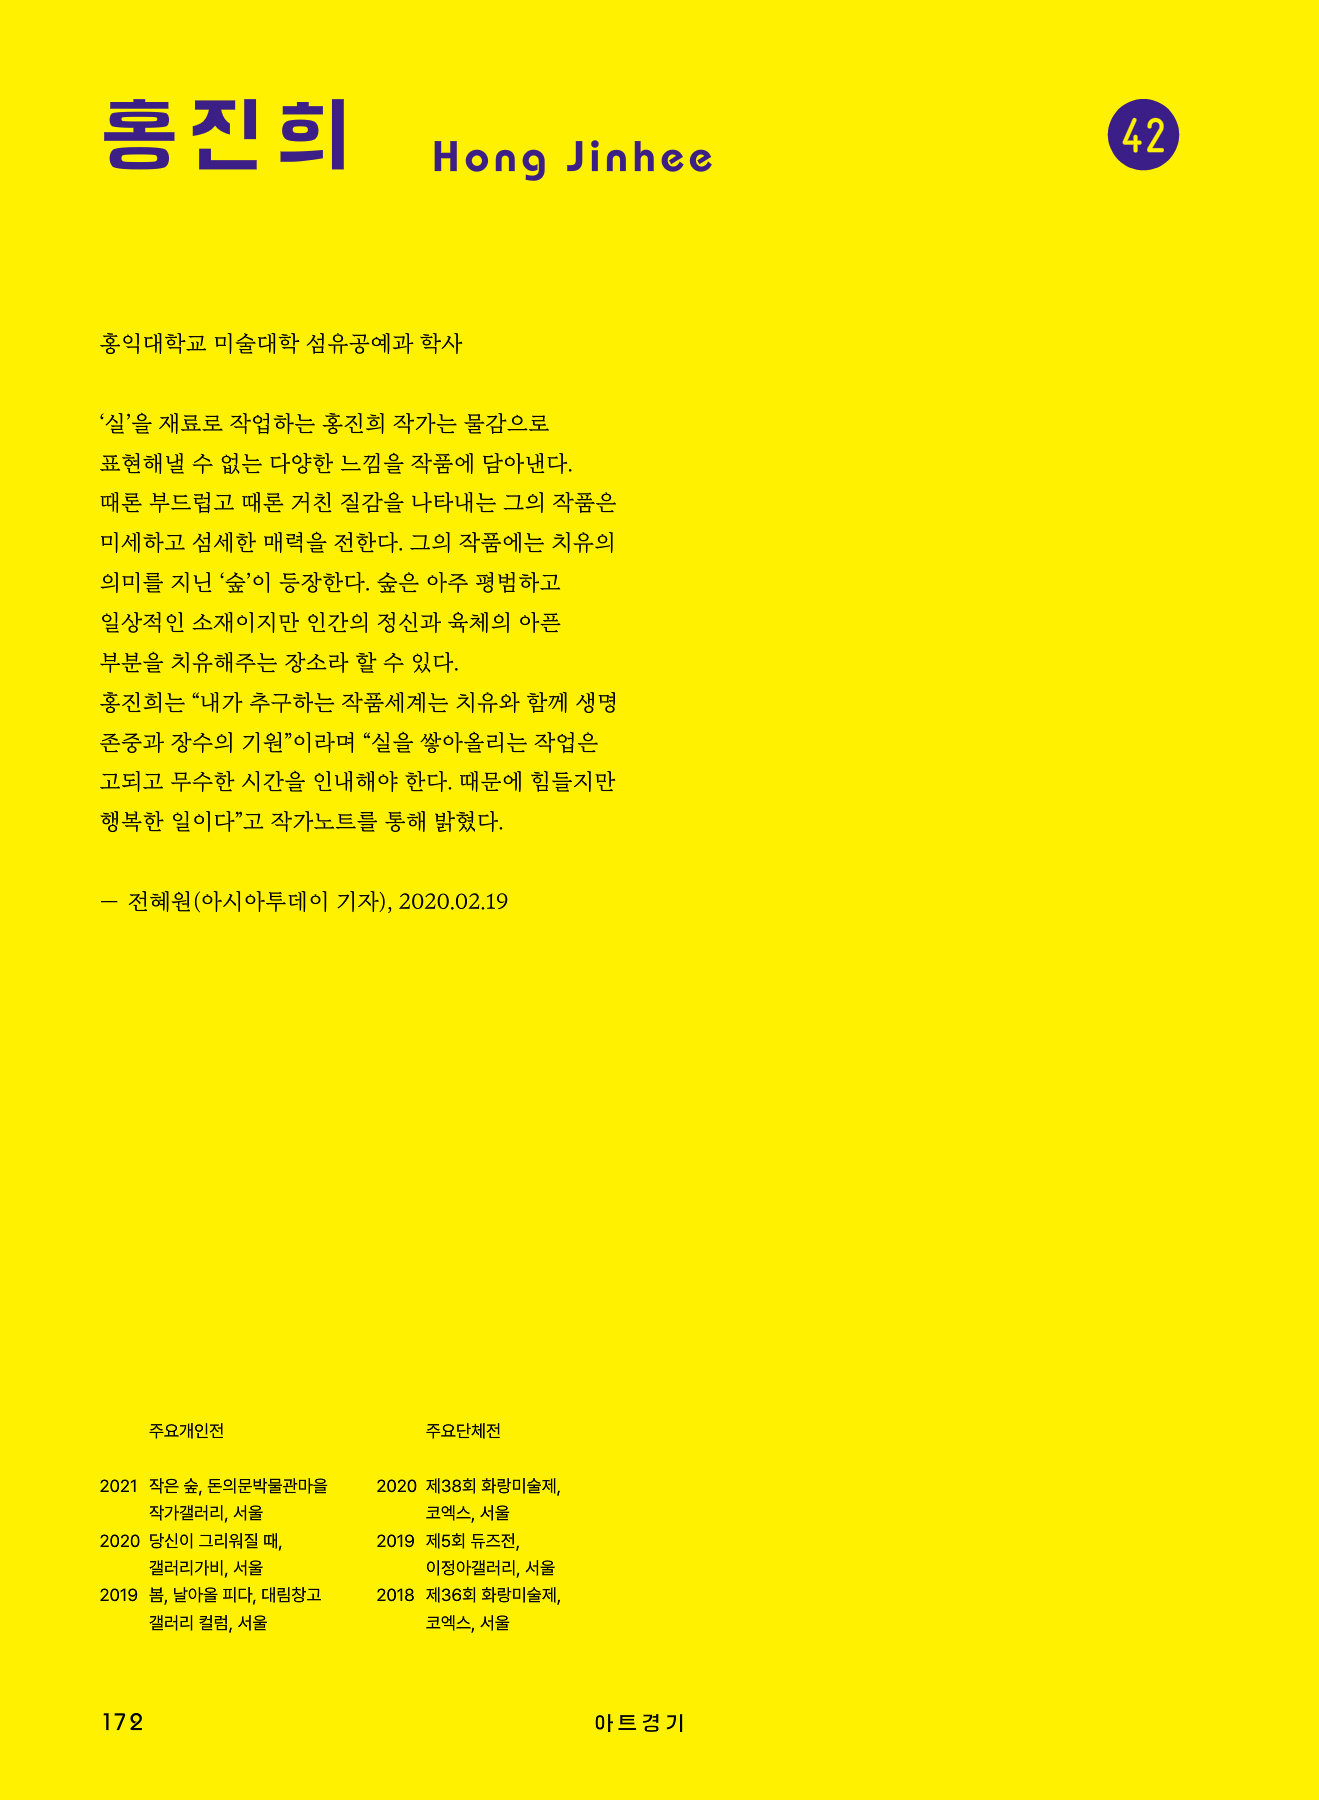 홍진희 Hong Jinhee 42
홍익대학교 미술대학 섬유공예과 학사
‘실’을 재료로 작업하는 홍진희 작가는 물감으로
표현해낼 수 없는 다양한 느낌을 작품에 담아낸다.
때론 부드럽고 때론 거친 질감을 나타내는 그의 작품은
미세하고 섬세한 매력을 전한다. 그의 작품에는 치유의
의미를 지닌 ‘숲’이 등장한다. 숲은 아주 평범하고
일상적인 소재이지만 인간의 정신과 육체의 아픈
부분을 치유해주는 장소라 할 수 있다.
홍진희는 “내가 추구하는 작품세계는 치유와 함께 생명
존중과 장수의 기원”이라며 “실을 쌓아올리는 작업은
고되고 무수한 시간을 인내해야 한다. 때문에 힘들지만
행복한 일이다”고 작가노트를 통해 밝혔다.
— 전혜원(아시아투데이 기자), 2020.02.19
주요개인전
2021 작은 숲, 돈의문박물관마을
작가갤러리, 서울
2020 당신이 그리워질 때,
갤러리가비, 서울
2019 봄, 날아올 피다, 대림창고
갤러리 컬럼, 서울
주요단체전
2020 제38회 화랑미술제,
코엑스, 서울
2019 제5회 듀즈전,
이정아갤러리, 서울
2018 제36회 화랑미술제,
코엑스, 서울
172
아트경기